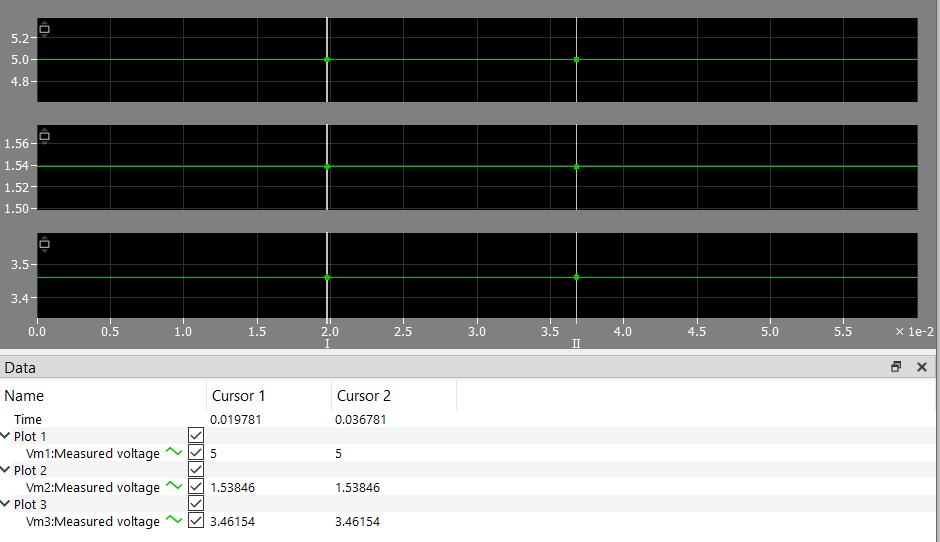 5.2
5.0
4.8
1.56
1.54
1.52
1.50
3.5
3.4
0.0 0.5 1.0 1.5 2.0 2.5 3.0 3.5 4.0 4.5 5.0 5.5 × 1e-2
I II
Data
Name Cursor 1 Cursor 2
Time 0.019781 0.036781
Plot 1
Vm1:Measured voltage 5 5
Plot 2
Vm2:Measured voltage 1.53846 1.53846
Plot 3
Vm3:Measured voltage 3.46154 3.46154